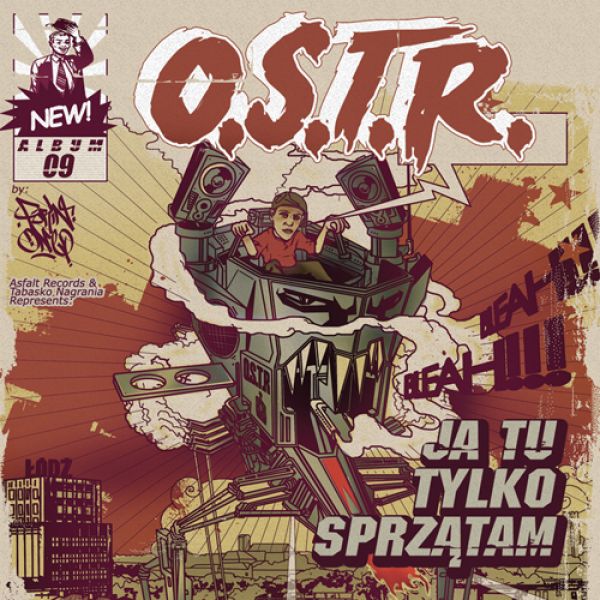 O.S.T.R.
NEW!
ALBUM
09
by:
Asfalt Records &
Tabasko Nagrania
Represents:
BLEAH!!!
BLEAH!!!
O.S.T.R
ŁÓDŹ
JA TU
TYLKO
SPRZĄTAM